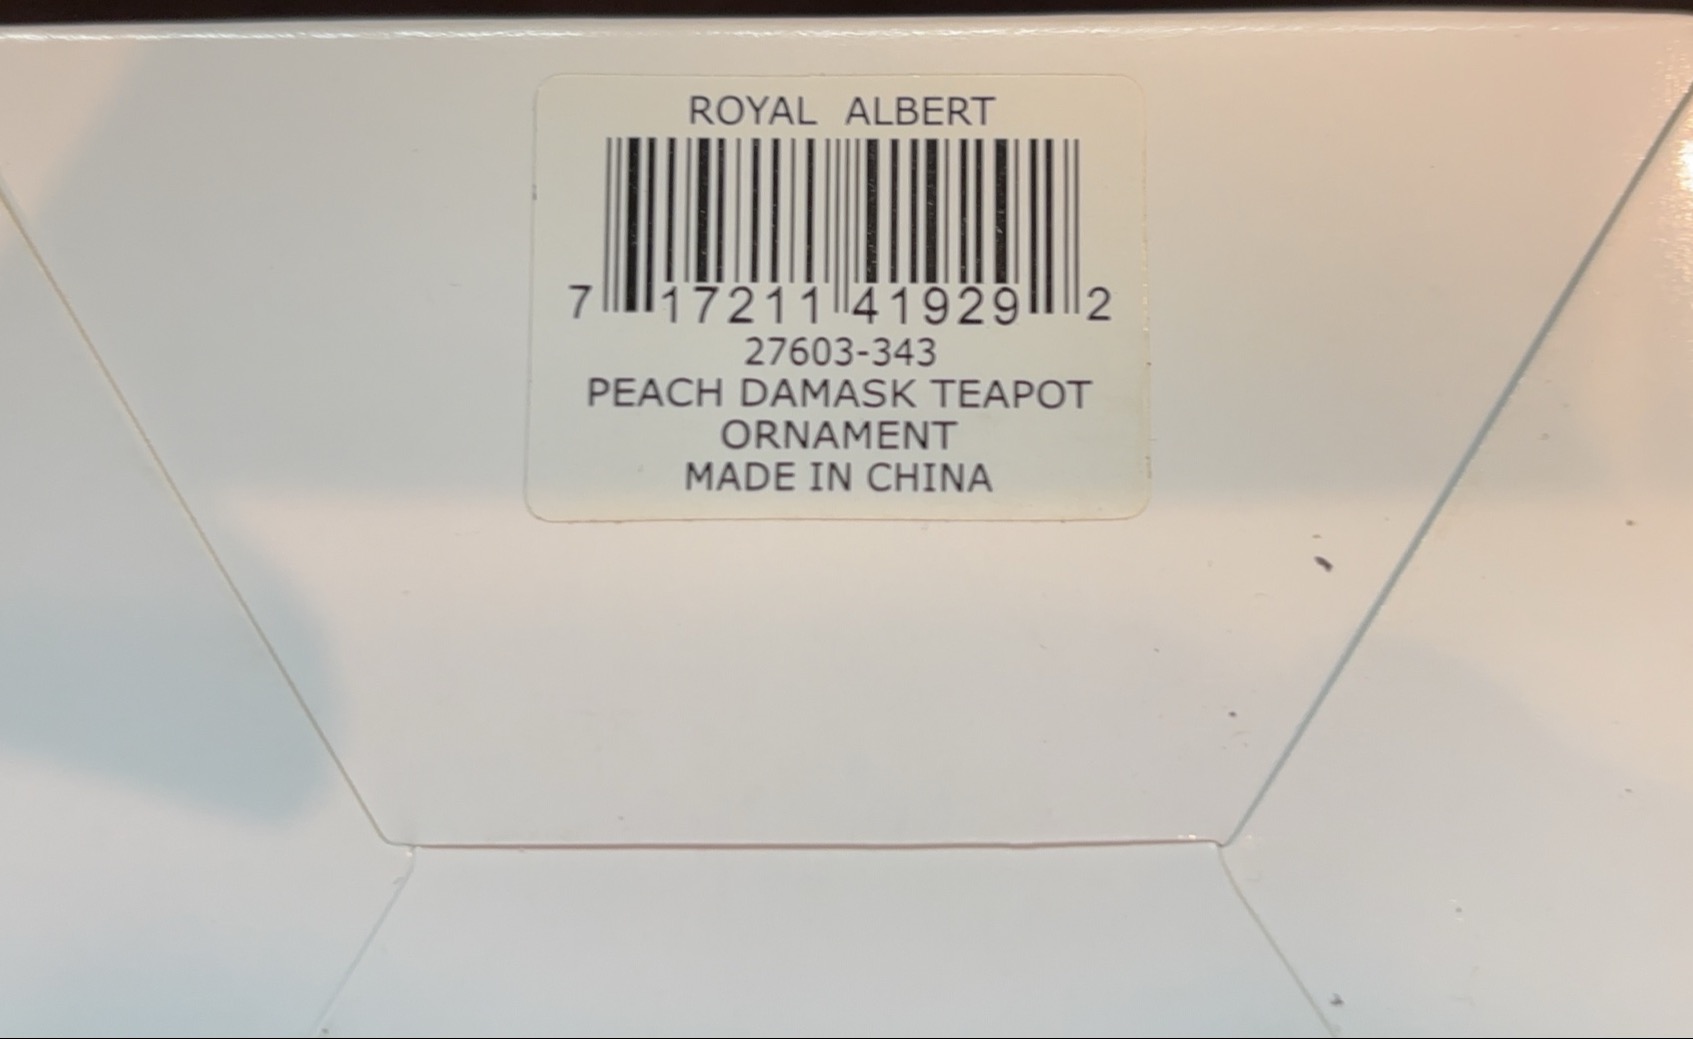 ROYAL ALBERT
7 17211 41929 2
27603-343
PEACH DAMASK TEAPOT
ORNAMENT
MADE IN CHINA